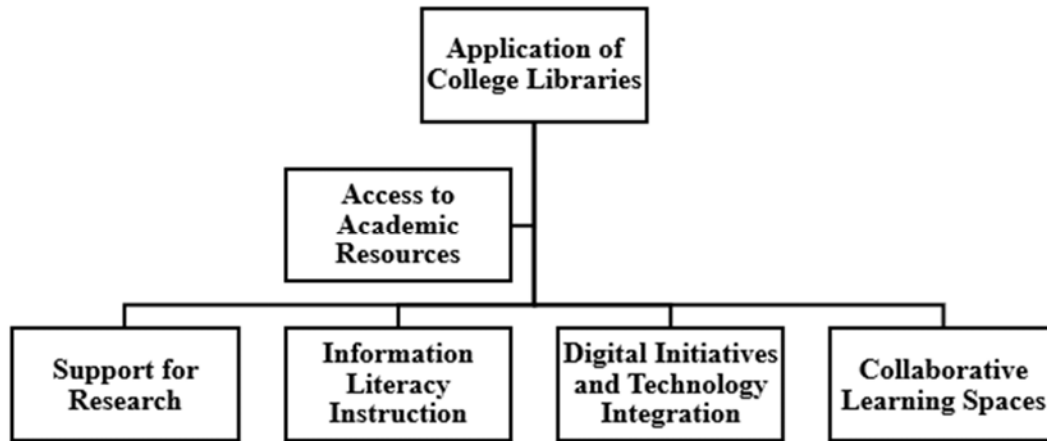 Application of
College Libraries
Access to
Academic
Resources
Support for
Research
Information
Literacy
Instruction
Digital Initiatives
and Technology
Integration
Collaborative
Learning Spaces